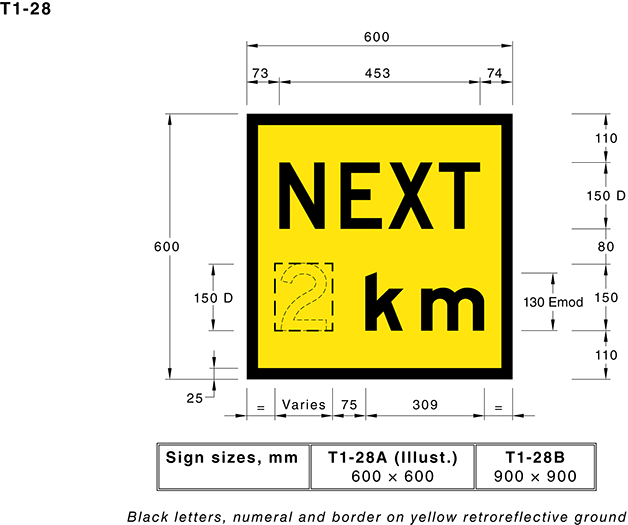 T1-28
600
73 453 74
110
NEXT
150 D
600
80
2 km
150 D
130 Emod
150
110
25
= Varies 75 309 =
Sign sizes, mm T1-28A (Illust.) T1-28B
600 × 600 900 × 900
Black letters, numeral and border on yellow retroreflective ground